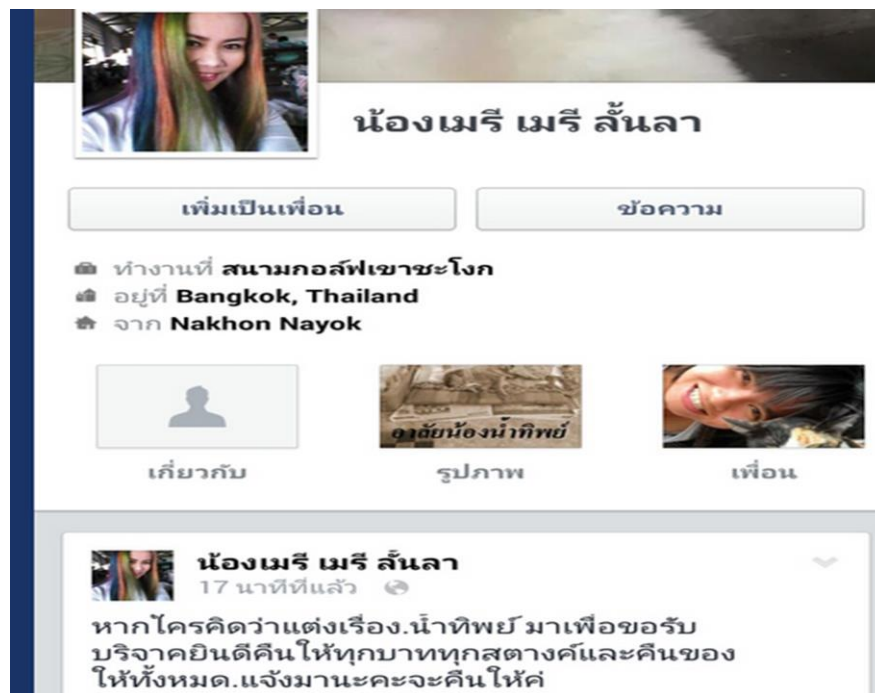 น้องเมรี เมรี ลั้นลา
เพิ่มเป็นเพื่อน
ข้อความ
ทำงานที่ สนามกอล์ฟเขาชะโงก
อยู่ที่ Bangkok, Thailand
จาก Nakhon Nayok
อาลัยน้องน้ำทิพย์
เกี่ยวกับ
รูปภาพ
เพื่อน
น้องเมรี เมรี ลั้นลา
17 นาทีที่แล้ว
หากใครคิดว่าแต่งเรื่อง.น้ำทิพย์ มาเพื่อขอรับ
บริจาคยินดีคืนให้ทุกบาททุกสตางค์และคืนของ
ให้ทั้งหมด.แจ้งมานะคะจะคืนให้ค่